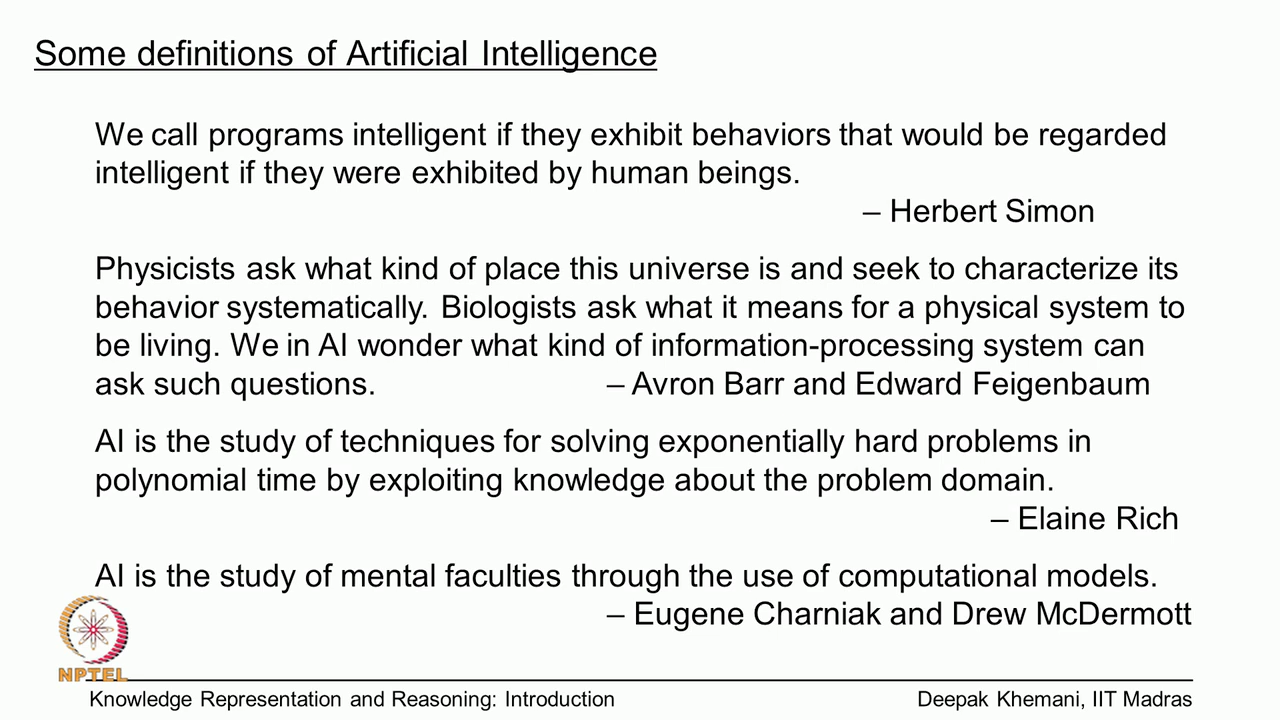 Some definitions of Artificial Intelligence
We call programs intelligent if they exhibit behaviors that would be regarded
intelligent if they were exhibited by human beings.
– Herbert Simon
Physicists ask what kind of place this universe is and seek to characterize its
behavior systematically. Biologists ask what it means for a physical system to
be living. We in AI wonder what kind of information-processing system can
ask such questions. – Avron Barr and Edward Feigenbaum
AI is the study of techniques for solving exponentially hard problems in
polynomial time by exploiting knowledge about the problem domain.
– Elaine Rich
AI is the study of mental faculties through the use of computational models.
– Eugene Charniak and Drew McDermott
NPTEL
Knowledge Representation and Reasoning: Introduction Deepak Khemani, IIT Madras